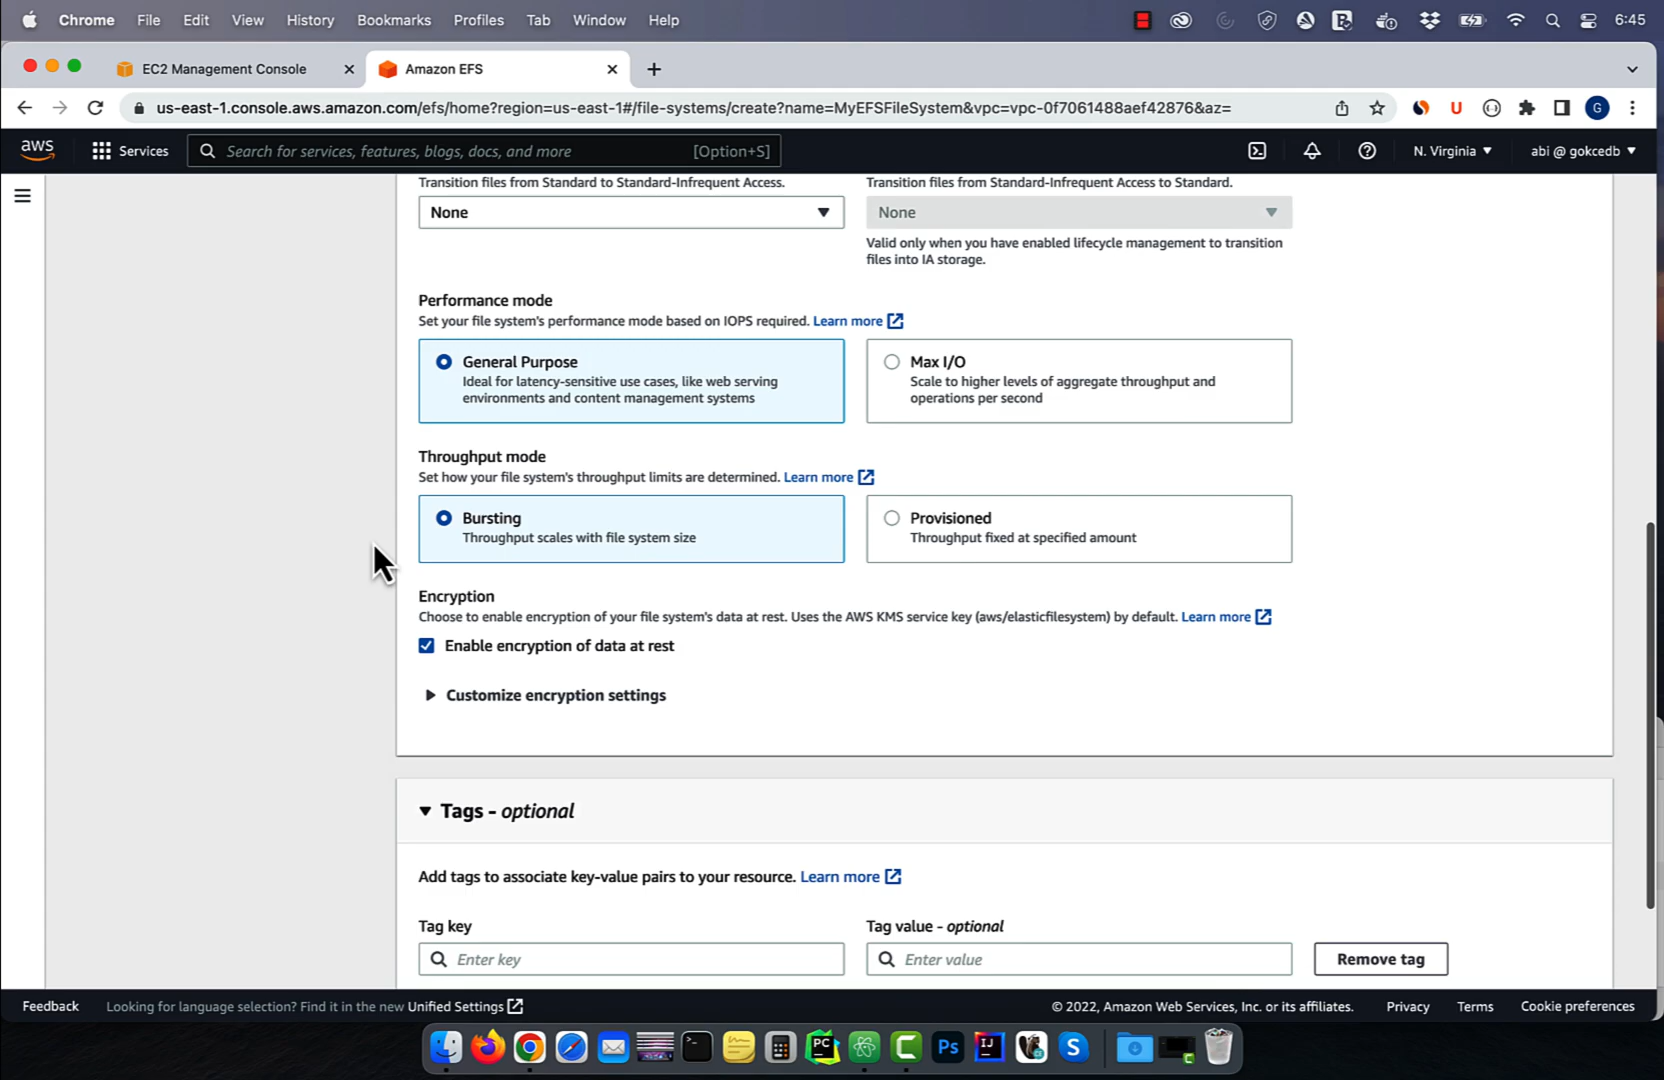 Chrome File Edit View History Bookmarks Profiles Tab Window Help 6:45
EC2 Management Console Amazon EFS
us-east-1.console.aws.amazon.com/efs/home?region=us-east-1#/file-systems/create?name=MyEFSFileSystem&vpc=vpc-0f7061488aef42876&az= U G
aws Services Search for services, features, blogs, docs, and more [Option+S] N. Virginia abi @ gokcedb
Transition files from Standard to Standard-Infrequent Access. Transition files from Standard-Infrequent Access to Standard.
None None
Valid only when you have enabled lifecycle management to transition
files into IA storage.
Performance mode
Set your file system's performance mode based on IOPS required. Learn more
General Purpose Max I/O
Ideal for latency-sensitive use cases, like web serving Scale to higher levels of aggregate throughput and
environments and content management systems operations per second
Throughput mode
Set how your file system's throughput limits are determined. Learn more
Bursting Provisioned
Throughput scales with file system size Throughput fixed at specified amount
Encryption
Choose to enable encryption of your file system's data at rest. Uses the AWS KMS service key (aws/elasticfilesystem) by default. Learn more
Enable encryption of data at rest
Customize encryption settings
Tags - optional
Add tags to associate key-value pairs to your resource. Learn more
Tag key Tag value - optional
Enter key Enter value Remove tag
Feedback Looking for language selection? Find it in the new Unified Settings © 2022, Amazon Web Services, Inc. or its affiliates. Privacy Terms Cookie preferences
PC Ps IJ